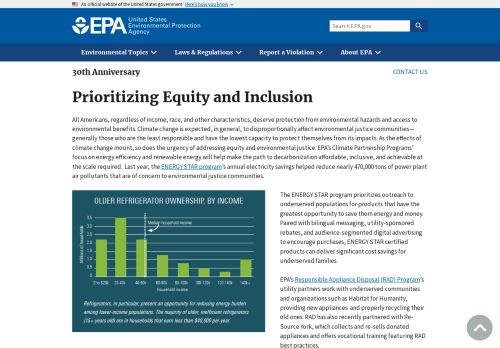 An official website of the United States government Here's how you know
EPA United States
Environmental Protection
Agency
Search EPA.gov
Environmental Topics Laws & Regulations Report a Violation About EPA
30th Anniversary
CONTACT US
Prioritizing Equity and Inclusion
All Americans, regardless of income, race, and other characteristics, deserve protection from environmental hazards and access to
environmental benefits. Climate change is expected, in general, to disproportionally affect environmental justice communities—
generally those who are the least responsible and have the lowest capacity to protect themselves from its impacts. As the effects of
climate change mount, so does the urgency of addressing equity and environmental justice. EPA's Climate Partnership Programs'
focus on energy efficiency and renewable energy will help make the path to decarbonization affordable, inclusive, and achievable at
the scale required. Last year, the ENERGY STAR program's annual electricity savings helped reduce nearly 470,000 tons of power plant
air pollutants that are of concern to environmental justice communities.
OLDER REFRIGERATOR OWNERSHIP, BY INCOME
Millions of households
3.5
3.0
2.5
2.0
1.5
1.0
0.5
0
Median household income
20-40k 40-60k 60-80k 80-100k 100-120k 120-140k 140k+
Household income
Refrigerators, in particular, present an opportunity for reducing energy burden
among lower-income populations. The majority of older, inefficient refrigerators
(15+ years old) are in households that earn less than $60,000 per year.
The ENERGY STAR program prioritizes outreach to
underserved populations for products that have the
greatest opportunity to save them energy and money.
Paired with bilingual messaging, utility-sponsored
rebates, and audience-segmented digital advertising
to encourage purchases, ENERGY STAR certified
products can deliver significant cost savings for
underserved families.
EPA's Responsible Appliance Disposal (RAD) Program's
utility partners work with underserved communities
and organizations such as Habitat for Humanity,
providing new appliances and properly recycling their
old ones. RAD has also recently partnered with Re-
Source York, which collects and re-sells donated
appliances and offers vocational training featuring RAD
best practices.